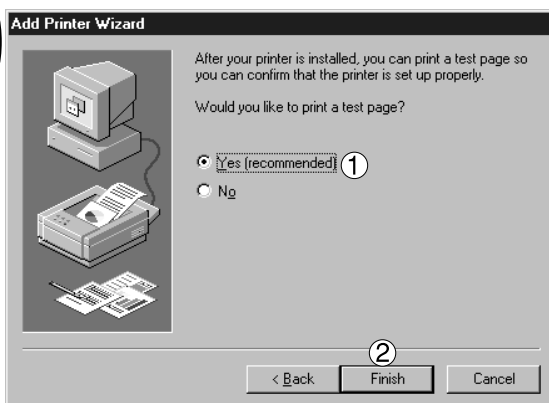 Add Printer Wizard
After your printer is installed, you can print a test page so
you can confirm that the printer is set up properly.
Would you like to print a test page?
Yes (recommended) ①
No
②
< Back Finish Cancel